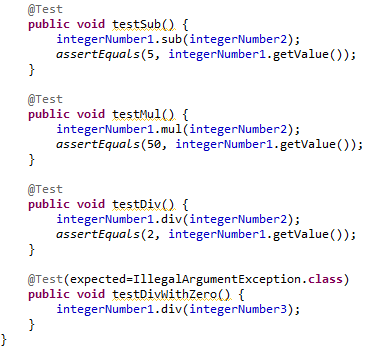 @Test
public void testSub() {
integerNumber1.sub(integerNumber2);
assertEquals(5, integerNumber1.getValue());
}
@Test
public void testMul() {
integerNumber1.mul(integerNumber2);
assertEquals(50, integerNumber1.getValue());
}
@Test
public void testDiv() {
integerNumber1.div(integerNumber2);
assertEquals(2, integerNumber1.getValue());
}
@Test(expected=IllegalArgumentException.class)
public void testDivWithZero() {
integerNumber1.div(integerNumber3);
}
}